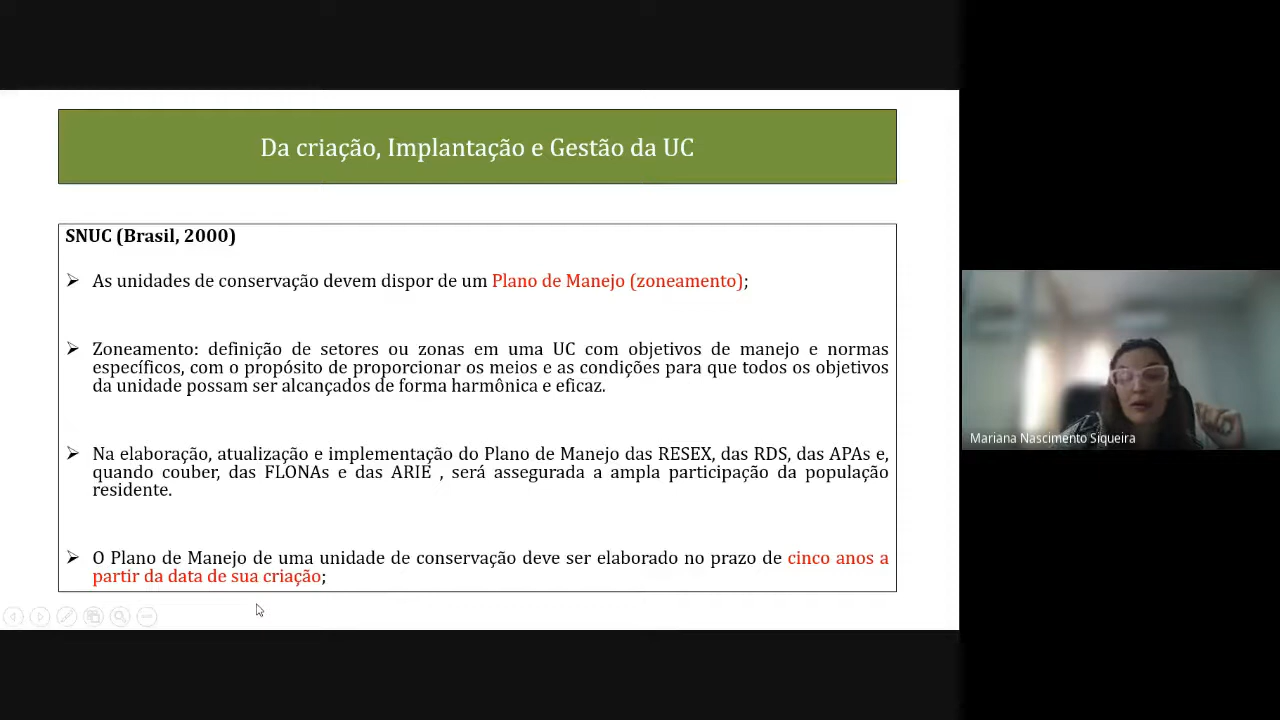 Da criação, Implantação e Gestão da UC
SNUC (Brasil, 2000)
As unidades de conservação devem dispor de um Plano de Manejo (zoneamento);
Zoneamento: definição de setores ou zonas em uma UC com objetivos de manejo e normas
específicos, com o propósito de proporcionar os meios e as condições para que todos os objetivos
da unidade possam ser alcançados de forma harmônica e eficaz.
Na elaboração, atualização e implementação do Plano de Manejo das RESEX, das RDS, das APAs e,
quando couber, das FLONAs e das ARIE , será assegurada a ampla participação da população
residente.
O Plano de Manejo de uma unidade de conservação deve ser elaborado no prazo de cinco anos a
partir da data de sua criação;
Mariana Nascimento Siqueira